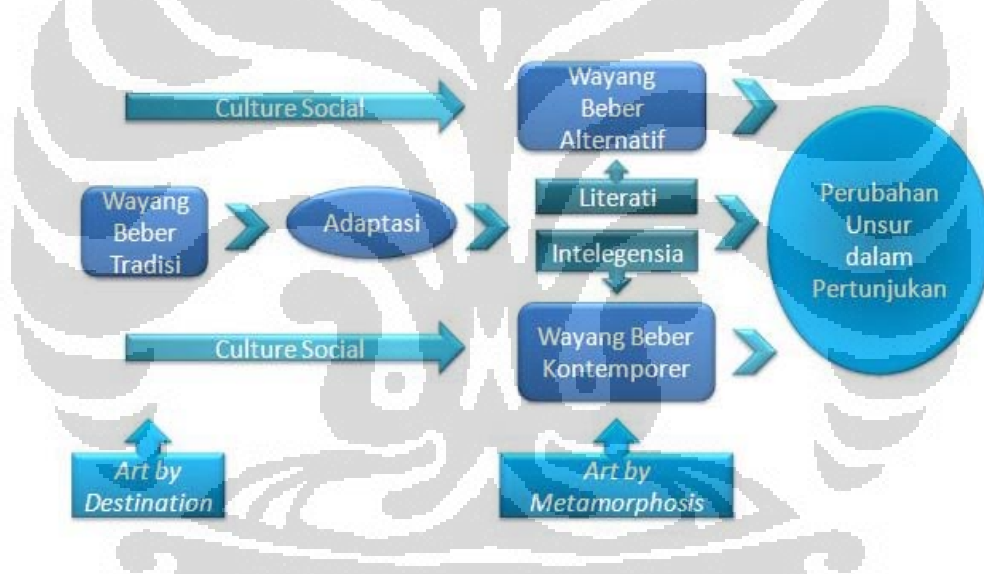 Culture Social
Wayang
Beber
Alternatif
Wayang
Beber
Tradisi
Adaptasi
Literati
Intelegensia
Perubahan
Unsur
dalam
Pertunjukan
Culture Social
Wayang Beber
Kontemporer
Art by
Destination
Art by
Metamorphosis